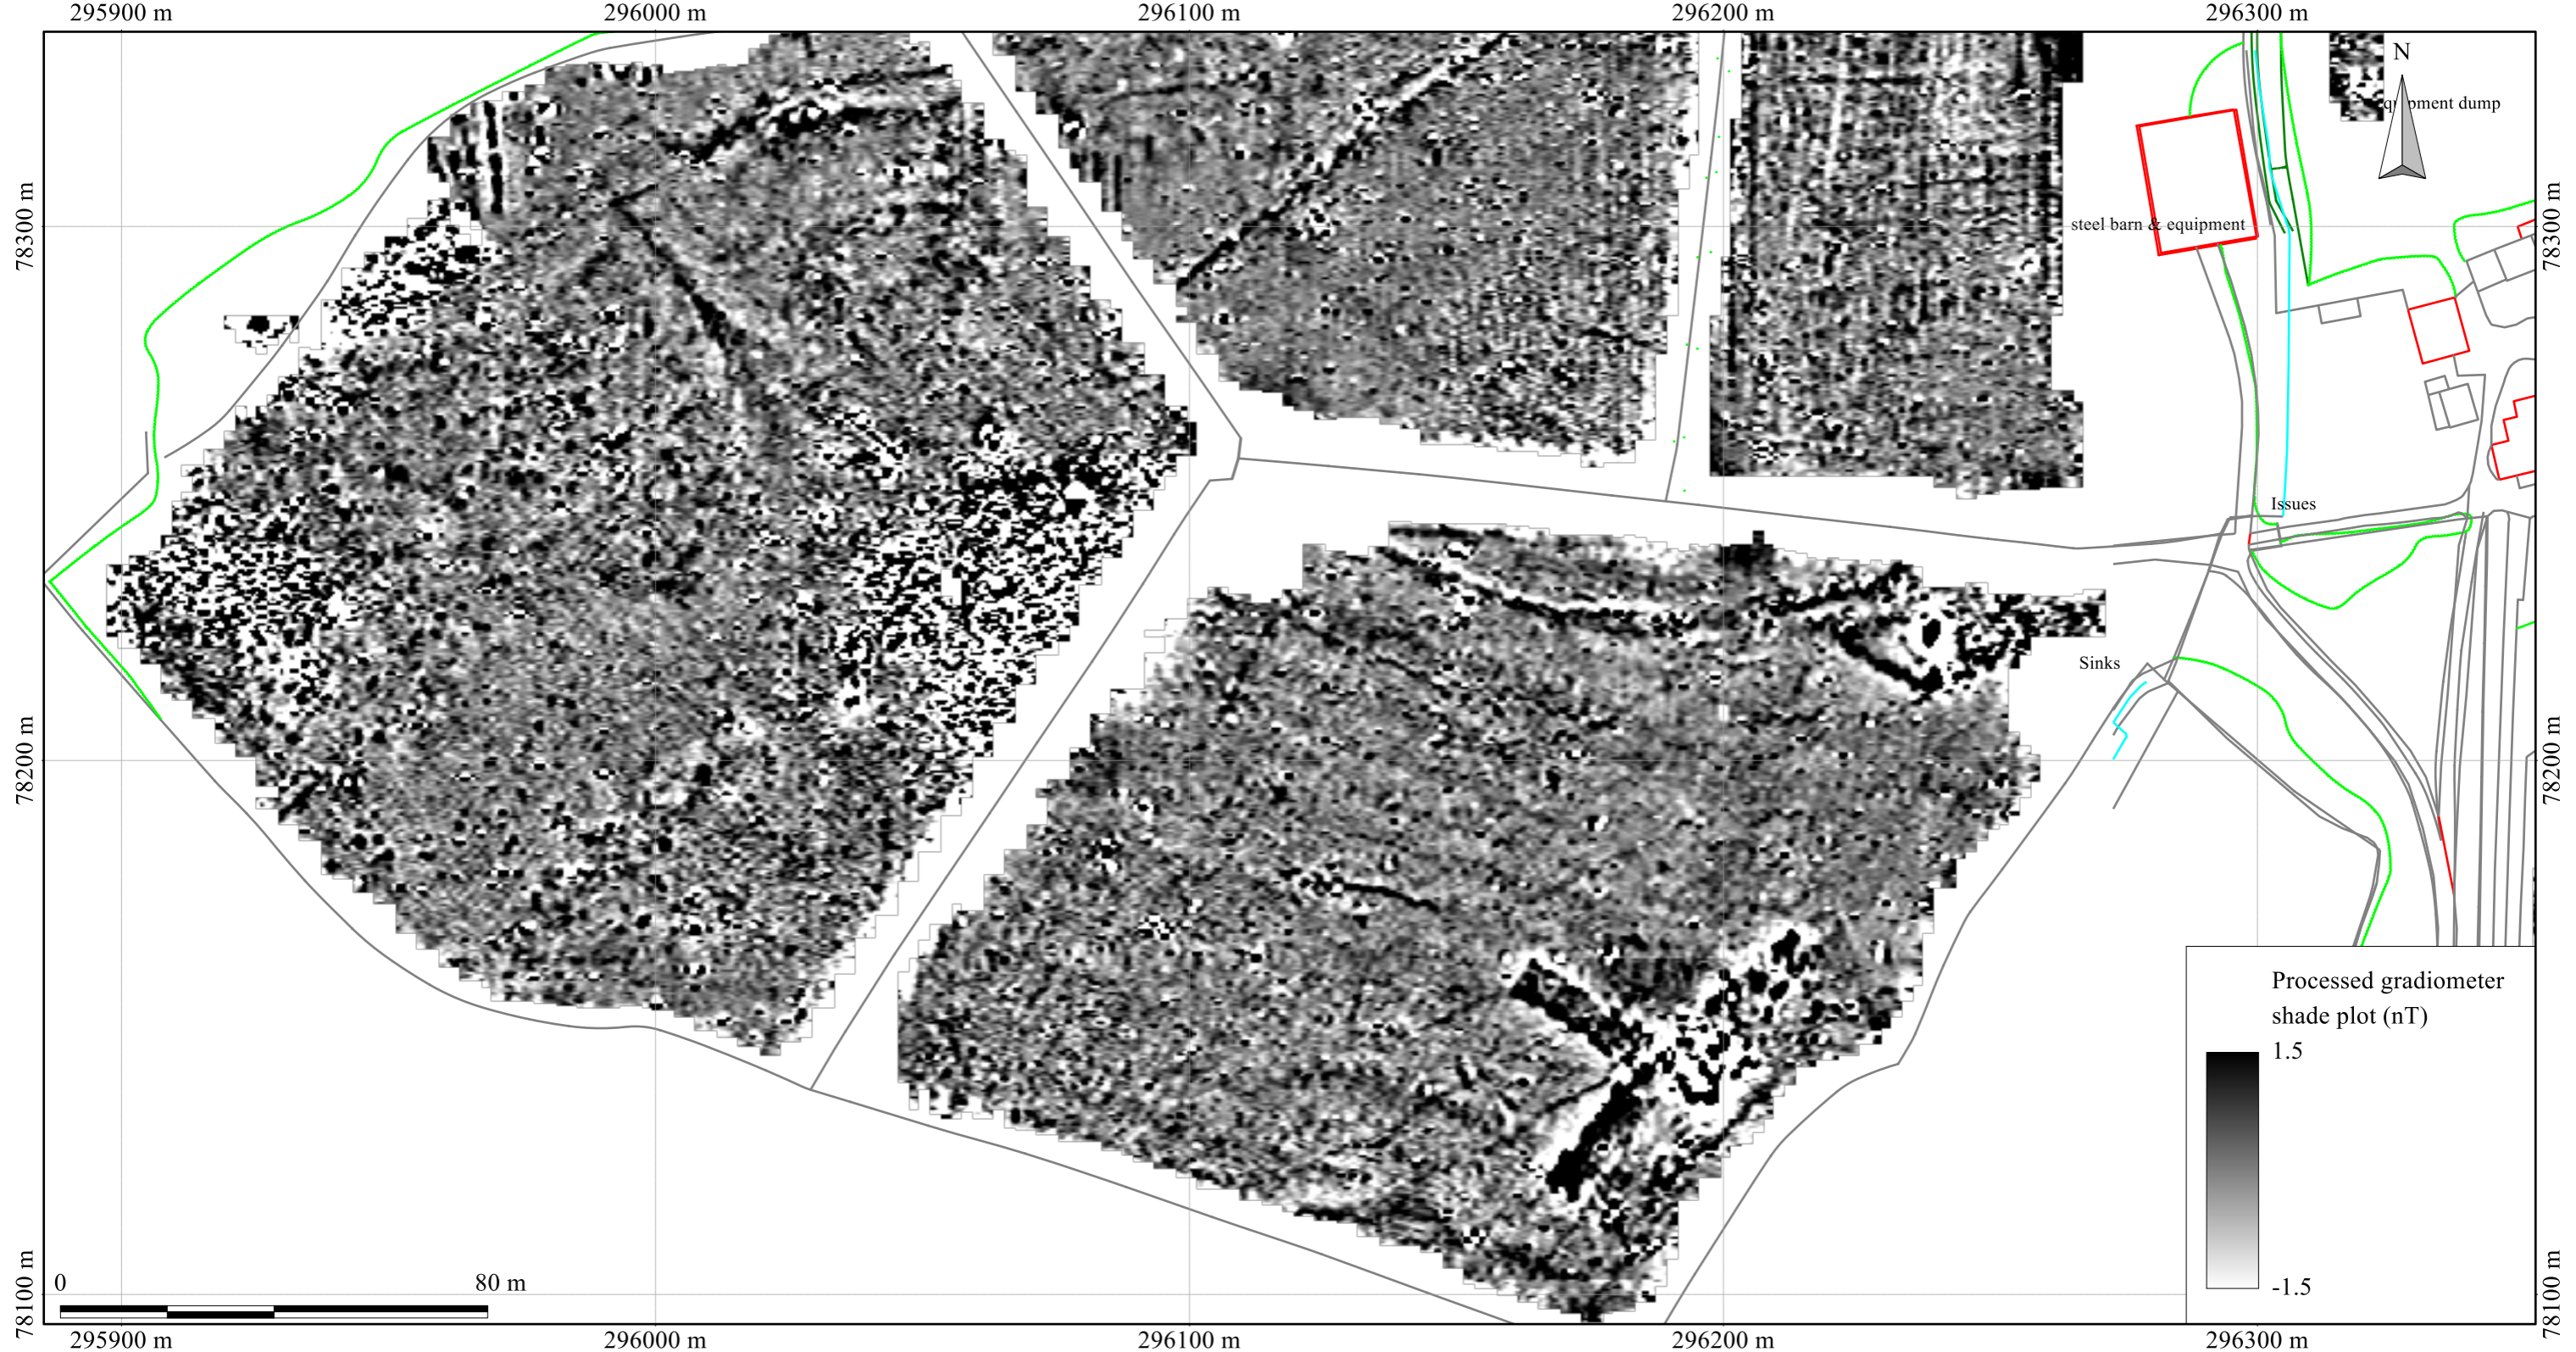 295900 m 296000 m 296100 m 296200 m 296300 m
N
quipment dump
78300 m
steel barn & equipment
78300 m
Issues
Sinks
78200 m
78200 m
Processed gradiometer
shade plot (nT)
1.5
-1.5
0 80 m
78100 m
78100 m
295900 m 296000 m 296100 m 296200 m 296300 m